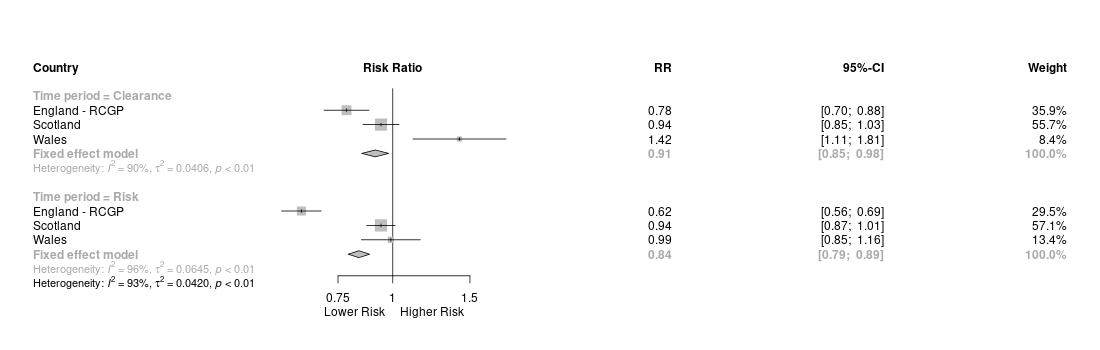 Country Risk Ratio RR 95%-CI Weight
Time period = Clearance
England - RCGP 0.78 [0.70; 0.88] 35.9%
Scotland 0.94 [0.85; 1.03] 55.7%
Wales 1.42 [1.11; 1.81] 8.4%
Fixed effect model 0.91 [0.85; 0.98] 100.0%
Heterogeneity: I² = 90%, τ² = 0.0406, p < 0.01
Time period = Risk
England - RCGP 0.62 [0.56; 0.69] 29.5%
Scotland 0.94 [0.87; 1.01] 57.1%
Wales 0.99 [0.85; 1.16] 13.4%
Fixed effect model 0.84 [0.79; 0.89] 100.0%
Heterogeneity: I² = 96%, τ² = 0.0645, p < 0.01
Heterogeneity: I² = 93%, τ² = 0.0420, p < 0.01
0.75 1 1.5
Lower Risk Higher Risk